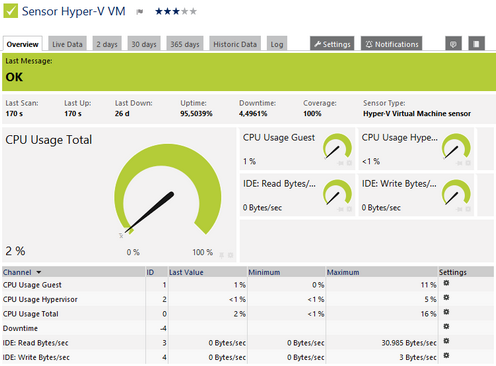 Sensor Hyper-V VM
Overview Live Data 2 days 30 days 365 days Historic Data Log Settings Notifications
Last Message:
OK
Last Scan: Last Up: Last Down: Uptime: Downtime: Coverage: Sensor Type:
170 s 170 s 26 d 95,5039% 4,4961% 100% Hyper-V Virtual Machine sensor
CPU Usage Total
2 %
0 % 100 %
CPU Usage Guest
1 %
CPU Usage Hype...
<1 %
IDE: Read Bytes/...
0 Bytes/sec
IDE: Write Bytes/...
0 Bytes/sec
Channel ID Last Value Minimum Maximum Settings
CPU Usage Guest 1 1 % 0 % 11 %
CPU Usage Hypervisor 2 <1 % <1 % 5 %
CPU Usage Total 0 2 % <1 % 16 %
Downtime -4
IDE: Read Bytes/sec 3 0 Bytes/sec 0 Bytes/sec 30.985 Bytes/sec
IDE: Write Bytes/sec 4 0 Bytes/sec 0 Bytes/sec 3 Bytes/sec